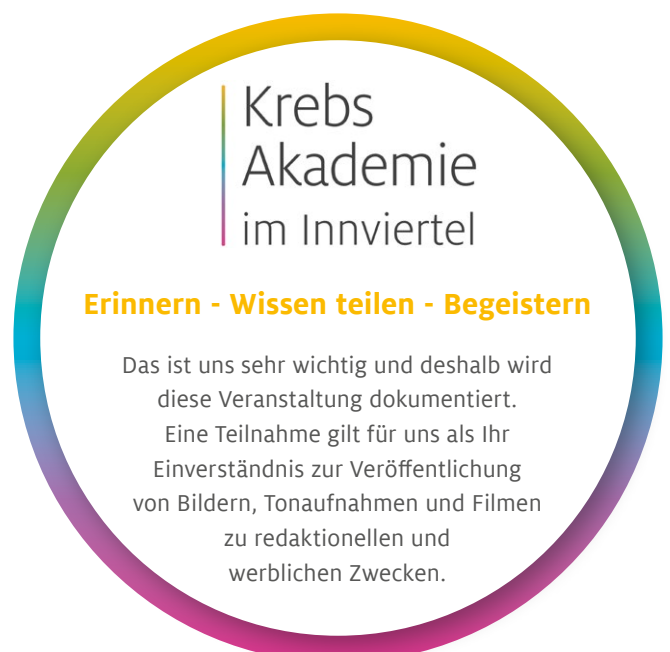 Krebs
Akademie
im Innviertel
Erinnern - Wissen teilen - Begeistern
Das ist uns sehr wichtig und deshalb wird
diese Veranstaltung dokumentiert.
Eine Teilnahme gilt für uns als Ihr
Einverständnis zur Veröffentlichung
von Bildern, Tonaufnahmen und Filmen
zu redaktionellen und
werblichen Zwecken.